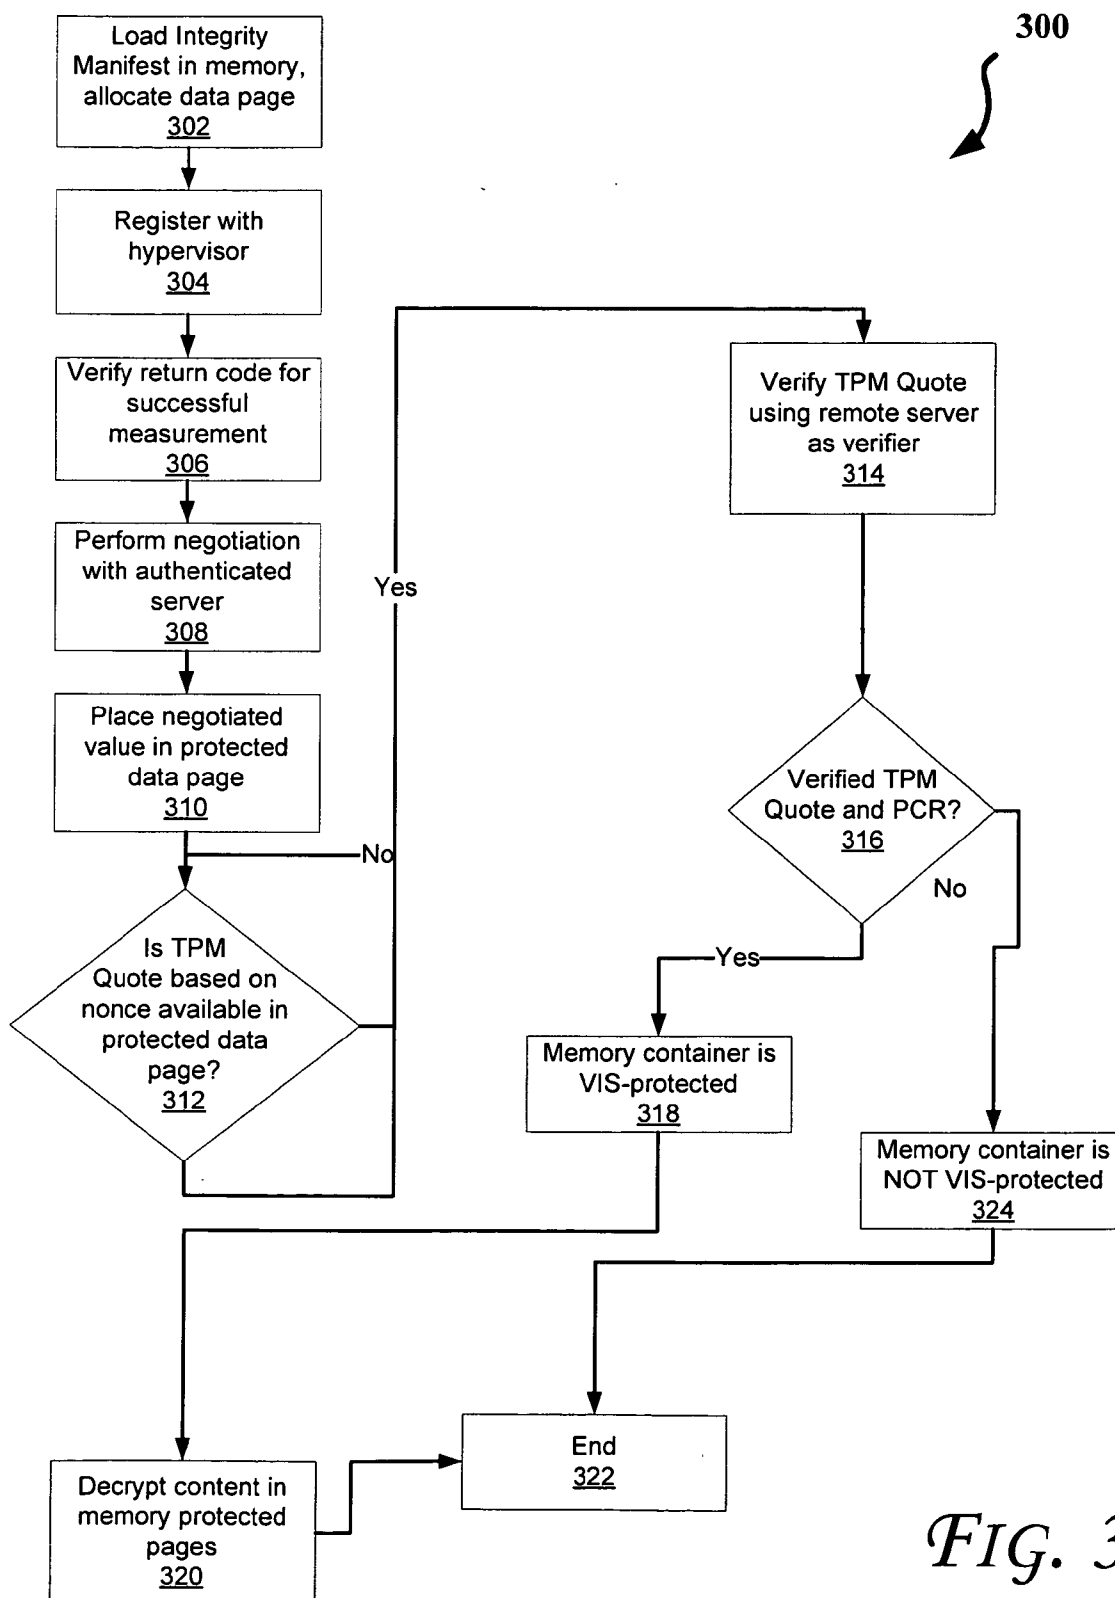 300
Load Integrity
Manifest in memory,
allocate data page
302
Register with
hypervisor
304
Verify return code for
successful
measurement
306
Perform negotiation
with authenticated
server
308
Place negotiated
value in protected
data page
310
No
Is TPM
Quote based on
nonce available in
protected data
page?
312
Yes
Verify TPM Quote
using remote server
as verifier
314
Verified TPM
Quote and PCR?
316
No
Yes
Memory container is
VIS-protected
318
Memory container is
NOT VIS-protected
324
Decrypt content in
memory protected
pages
320
End
322
FIG. 3